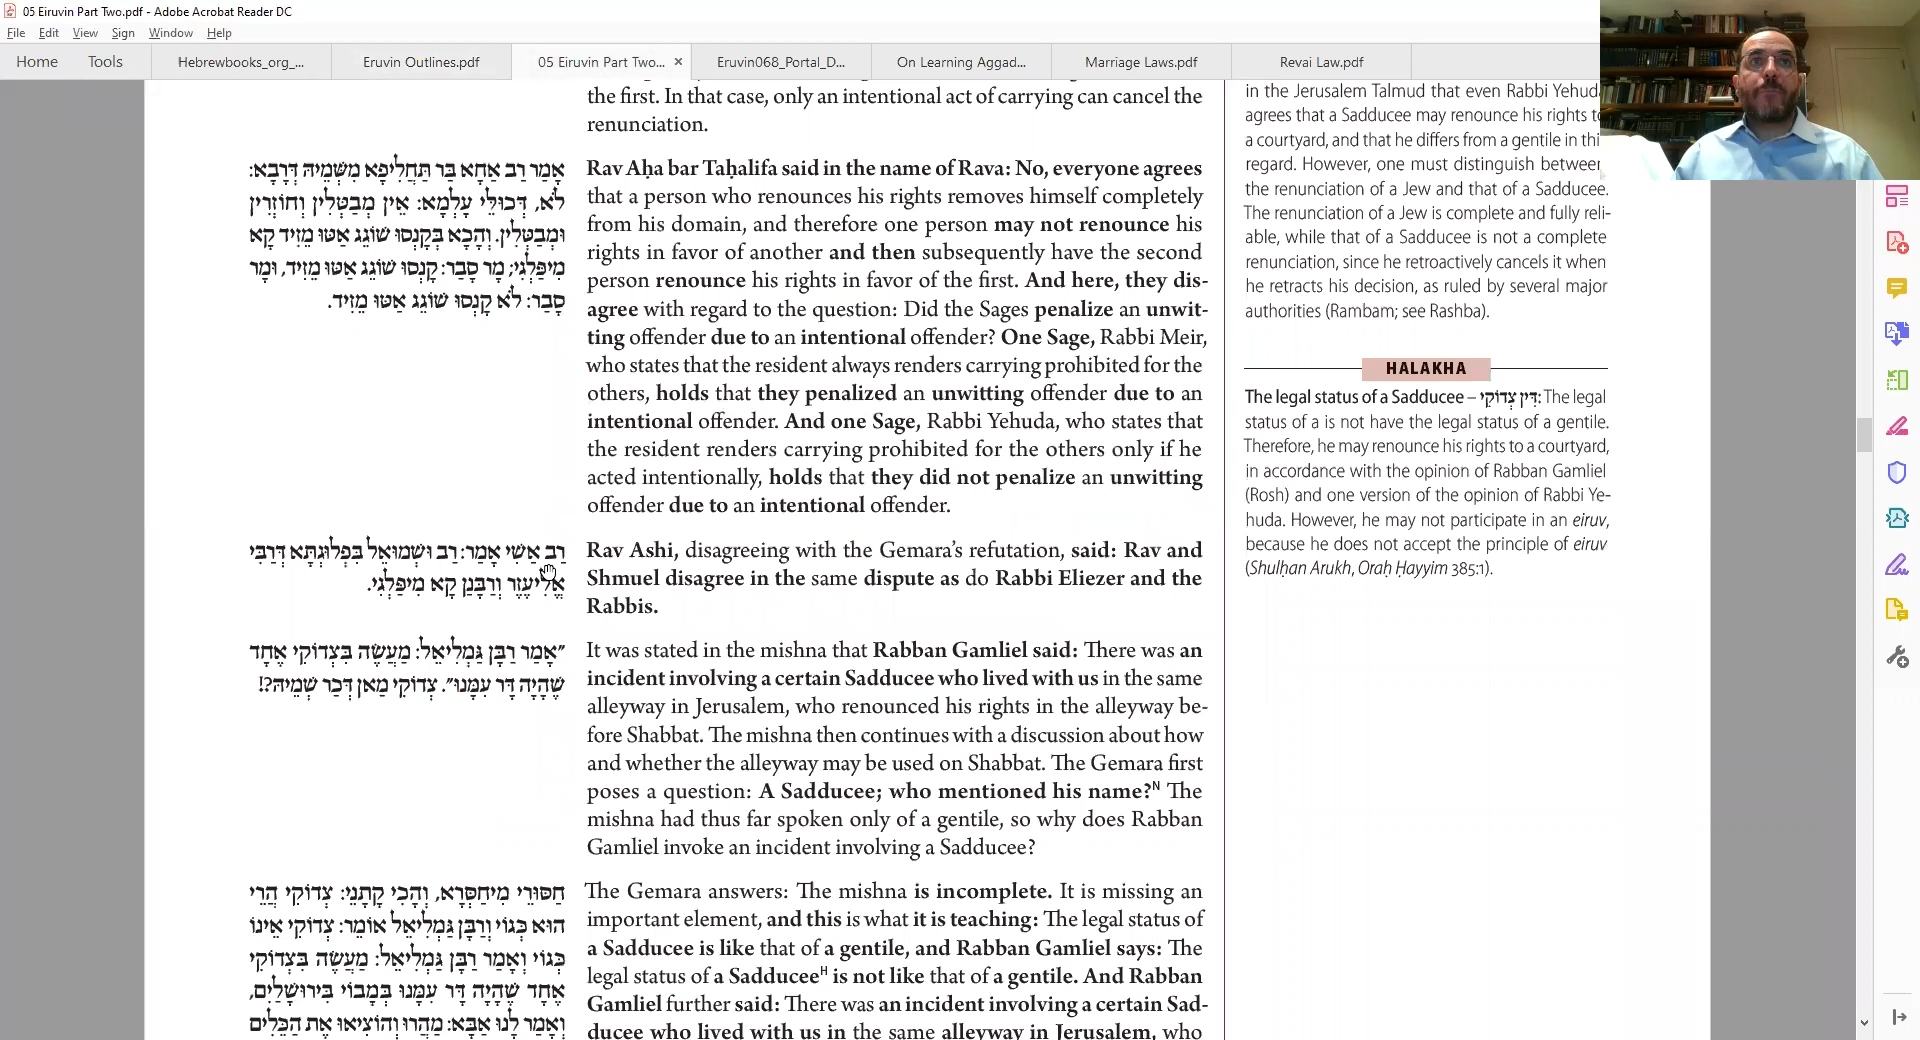 05 Eiruvin Part Two.pdf - Adobe Acrobat Reader DC
File Edit View Sign Window Help
Home Tools Hebrewbooks_org_... Eruvin Outlines.pdf 05 Eiruvin Part Two... × Eruvin068_Portal_D... On Learning Aggad... Marriage Laws.pdf Revai Law.pdf
the first. In that case, only an intentional act of carrying can cancel the
renunciation.
אָמַר רַב אַחָא בַּר תַּחֲלִיפָא מִשְּׁמֵיהּ דְּרָבָא:
לֹא, דְּכוּלֵּי עָלְמָא: אֵין מְבַטְּלִין וְחוֹזְרִין
וּמְבַטְּלִין. וְהָכָא בְּקָנְסוּ שׁוֹגֵג אַטּוּ מֵזִיד קָא
מִיפַּלְגִי; מָר סָבַר: קָנְסוּ שׁוֹגֵג אַטּוּ מֵזִיד, וּמָר
סָבַר: לֹא קָנְסוּ שׁוֹגֵג אַטּוּ מֵזִיד.
Rav Aḥa bar Taḥalifa said in the name of Rava: No, everyone agrees
that a person who renounces his rights removes himself completely
from his domain, and therefore one person may not renounce his
rights in favor of another and then subsequently have the second
person renounce his rights in favor of the first. And here, they dis-
agree with regard to the question: Did the Sages penalize an unwit-
ting offender due to an intentional offender? One Sage, Rabbi Meir,
who states that the resident always renders carrying prohibited for the
others, holds that they penalized an unwitting offender due to an
intentional offender. And one Sage, Rabbi Yehuda, who states that
the resident renders carrying prohibited for the others only if he
acted intentionally, holds that they did not penalize an unwitting
offender due to an intentional offender.
רַב אַשִׁי אָמַר: רַב וּשְׁמוּאֵל בִּפְלוּגְתָּא דְּרַבִּי
אֱלִיעֶזֶר וְרַבָּנַן קָא מִיפַּלְגִי.
Rav Ashi, disagreeing with the Gemara's refutation, said: Rav and
Shmuel disagree in the same dispute as do Rabbi Eliezer and the
Rabbis.
״אָמַר רַבָּן גַּמְלִיאֵל: מַעֲשֶׂה בִּצְדוֹקִי אֶחָד
שֶׁהָיָה דָּר עִמָּנוּ״. צְדוֹקִי מַאן דְּכַר שְׁמֵיהּ?!
It was stated in the mishna that Rabban Gamliel said: There was an
incident involving a certain Sadducee who lived with us in the same
alleyway in Jerusalem, who renounced his rights in the alleyway be-
fore Shabbat. The mishna then continues with a discussion about how
and whether the alleyway may be used on Shabbat. The Gemara first
poses a question: A Sadducee; who mentioned his name?ᴺ The
mishna had thus far spoken only of a gentile, so why does Rabban
Gamliel invoke an incident involving a Sadducee?
חַסּוּרֵי מִיחַסְּרָא, וְהָכִי קָתָנֵי: צְדוֹקִי הֲרֵי
הוּא כְּגוֹי וְרַבָּן גַּמְלִיאֵל אוֹמֵר: צְדוֹקִי אֵינוֹ
כְּגוֹי וְאָמַר רַבָּן גַּמְלִיאֵל: מַעֲשֶׂה בִּצְדוֹקִי
אֶחָד שֶׁהָיָה דָּר עִמָּנוּ בְּמָבוֹי בִּירוּשָׁלַיִם,
וְאָמַר לָנוּ אַבָּא: מַהֲרוּ וְהוֹצִיאוּ אֶת הַכֵּלִים
The Gemara answers: The mishna is incomplete. It is missing an
important element, and this is what it is teaching: The legal status of
a Sadducee is like that of a gentile, and Rabban Gamliel says: The
legal status of a Sadduceeᴴ is not like that of a gentile. And Rabban
Gamliel further said: There was an incident involving a certain Sad-
ducee who lived with us in the same alleyway in Jerusalem, who
in the Jerusalem Talmud that even Rabbi Yehuda
agrees that a Sadducee may renounce his rights to
a courtyard, and that he differs from a gentile in this
regard. However, one must distinguish between
the renunciation of a Jew and that of a Sadducee.
The renunciation of a Jew is complete and fully reli-
able, while that of a Sadducee is not a complete
renunciation, since he retroactively cancels it when
he retracts his decision, as ruled by several major
authorities (Rambam; see Rashba).
HALAKHA
The legal status of a Sadducee – דִּין צְדוֹקִי: The legal
status of a is not have the legal status of a gentile.
Therefore, he may renounce his rights to a courtyard,
in accordance with the opinion of Rabban Gamliel
(Rosh) and one version of the opinion of Rabbi Ye-
huda. However, he may not participate in an eiruv,
because he does not accept the principle of eiruv
(Shulḥan Arukh, Oraḥ Ḥayyim 385:1).